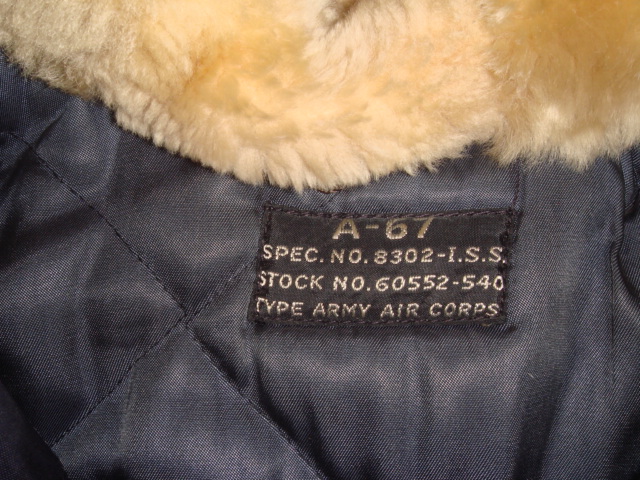 A-67
SPEC. NO. 8302-I.S.S.
STOCK NO. 60552-540
TYPE ARMY AIR CORPS